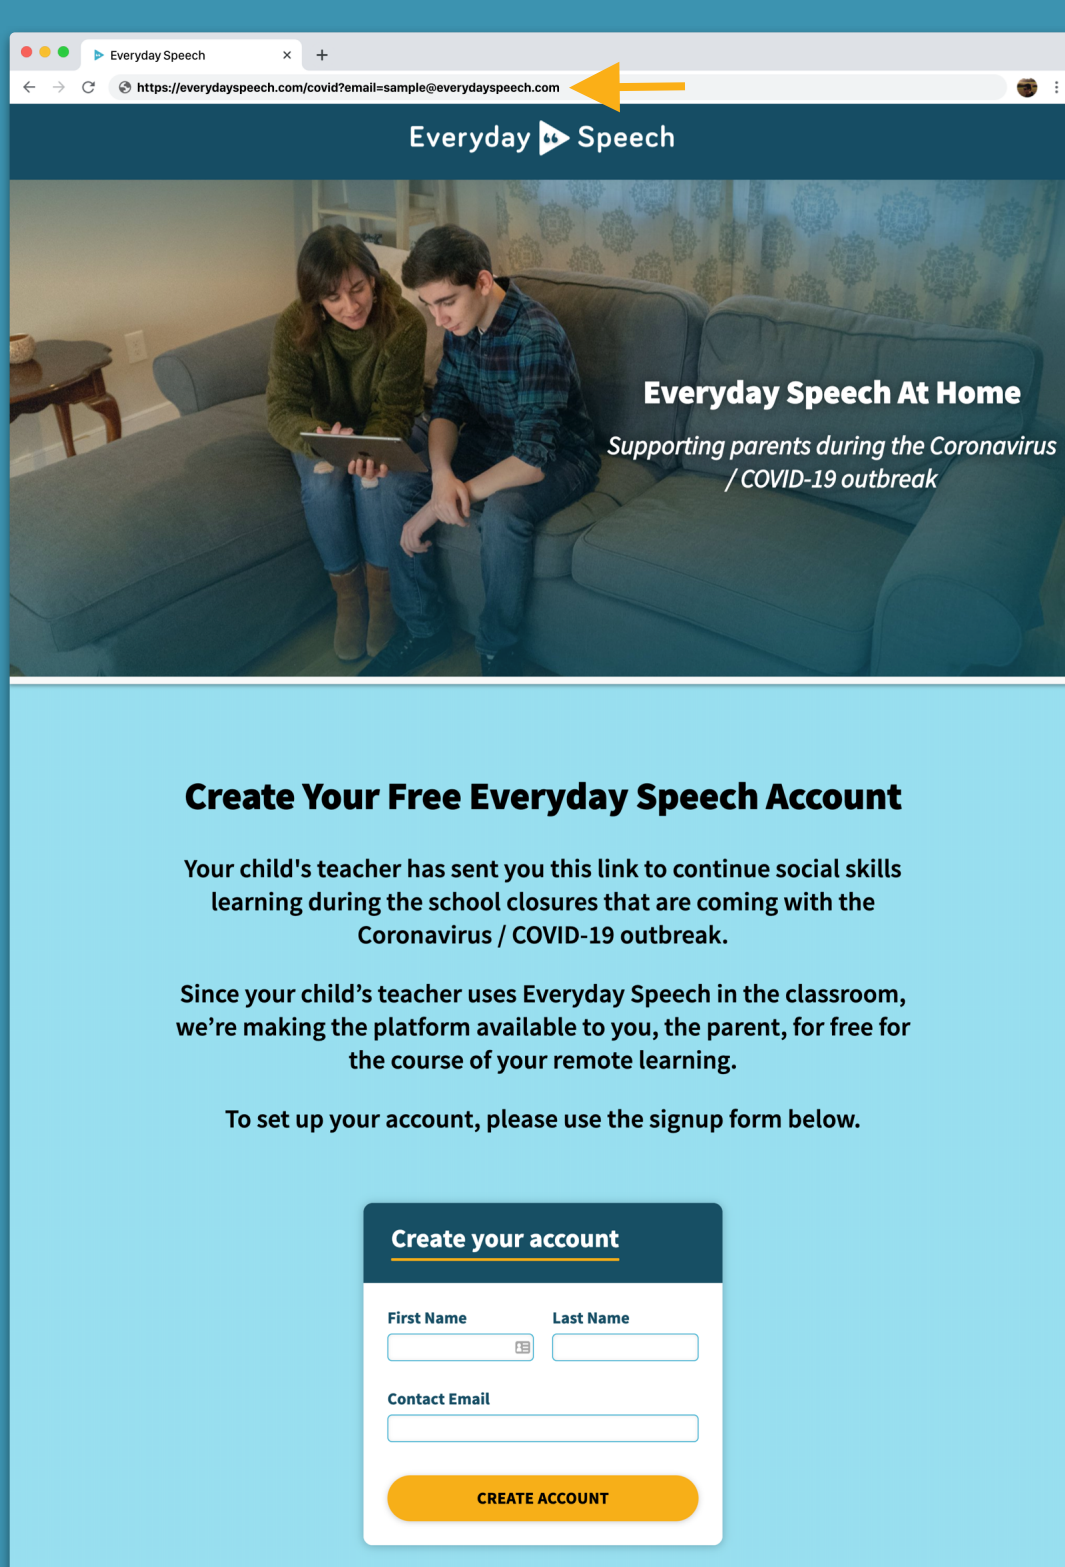 Everyday Speech
https://everydayspeech.com/covid?email=sample@everydayspeech.com
Everyday Speech
Everyday Speech At Home
Supporting parents during the Coronavirus
/ COVID-19 outbreak
Create Your Free Everyday Speech Account
Your child's teacher has sent you this link to continue social skills
learning during the school closures that are coming with the
Coronavirus / COVID-19 outbreak.
Since your child’s teacher uses Everyday Speech in the classroom,
we’re making the platform available to you, the parent, for free for
the course of your remote learning.
To set up your account, please use the signup form below.
Create your account
First Name Last Name
Contact Email
CREATE ACCOUNT